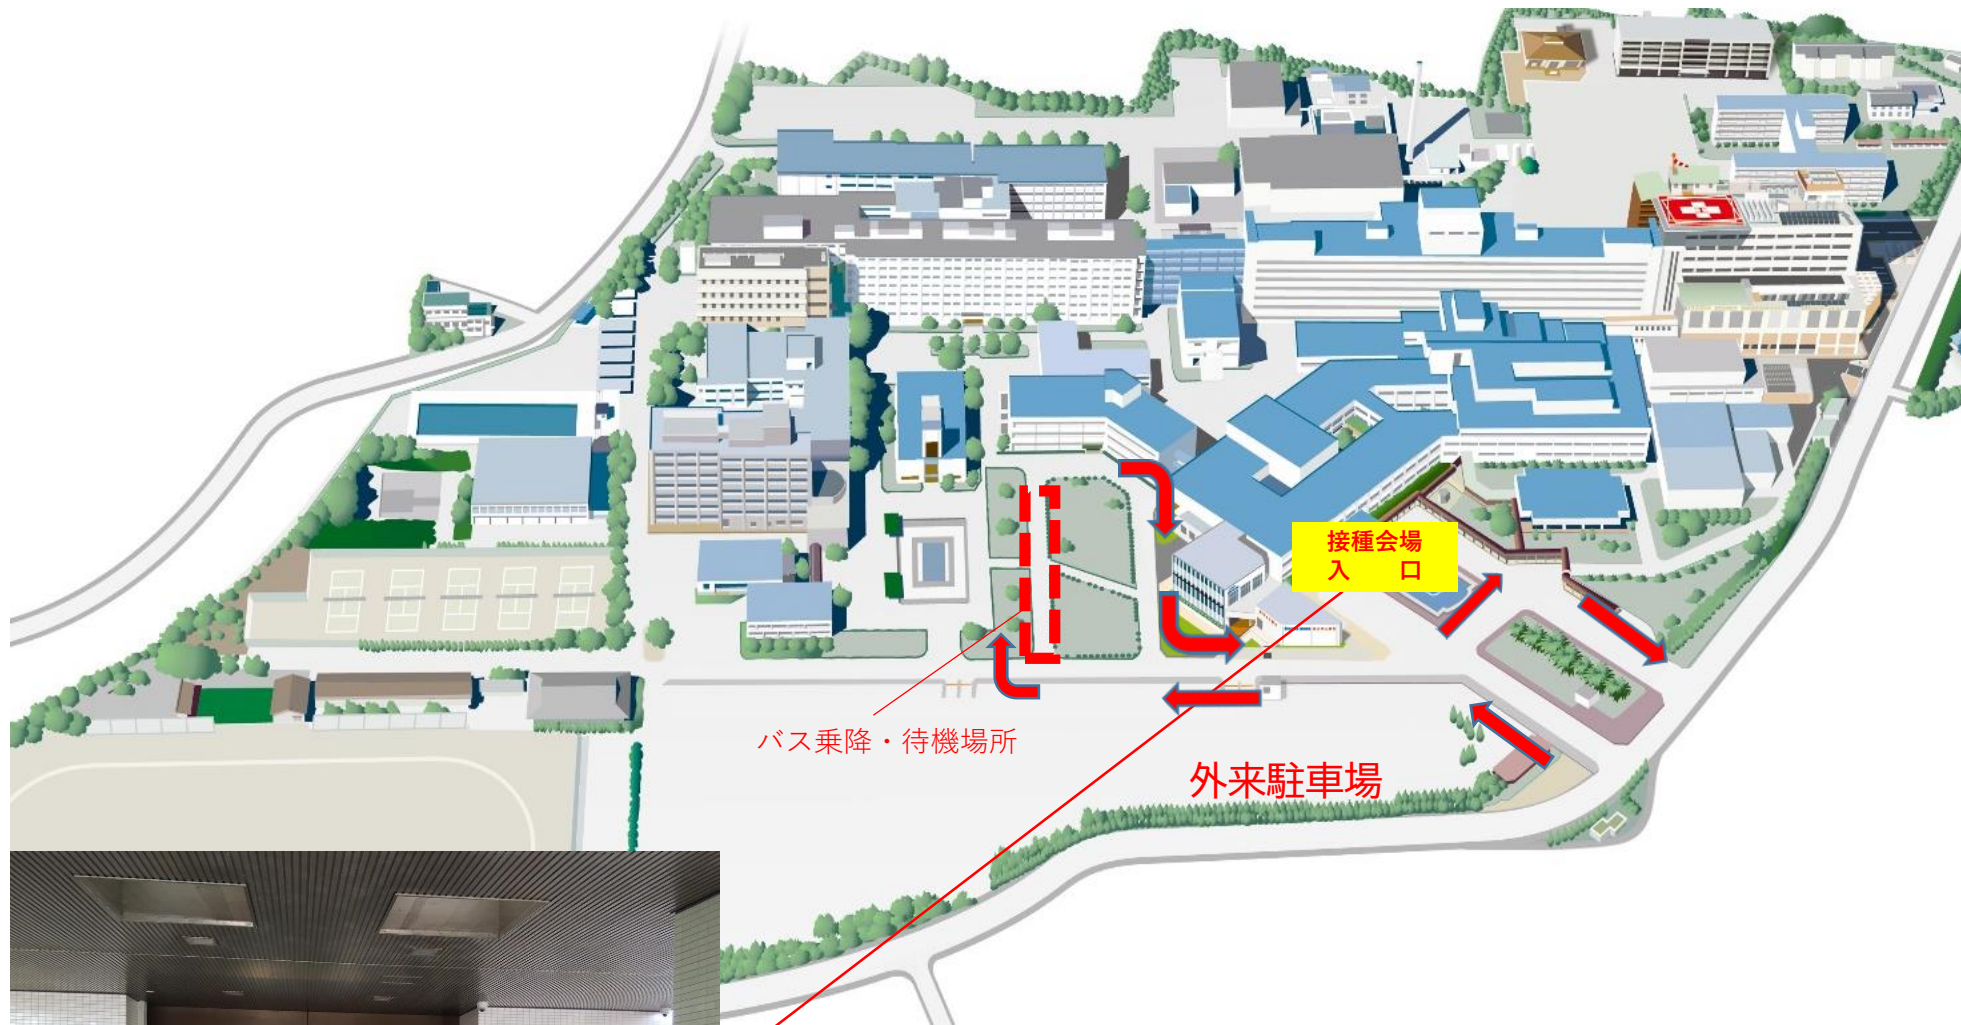 接種会場
入　　口
バス乗降・待機場所
外来駐車場